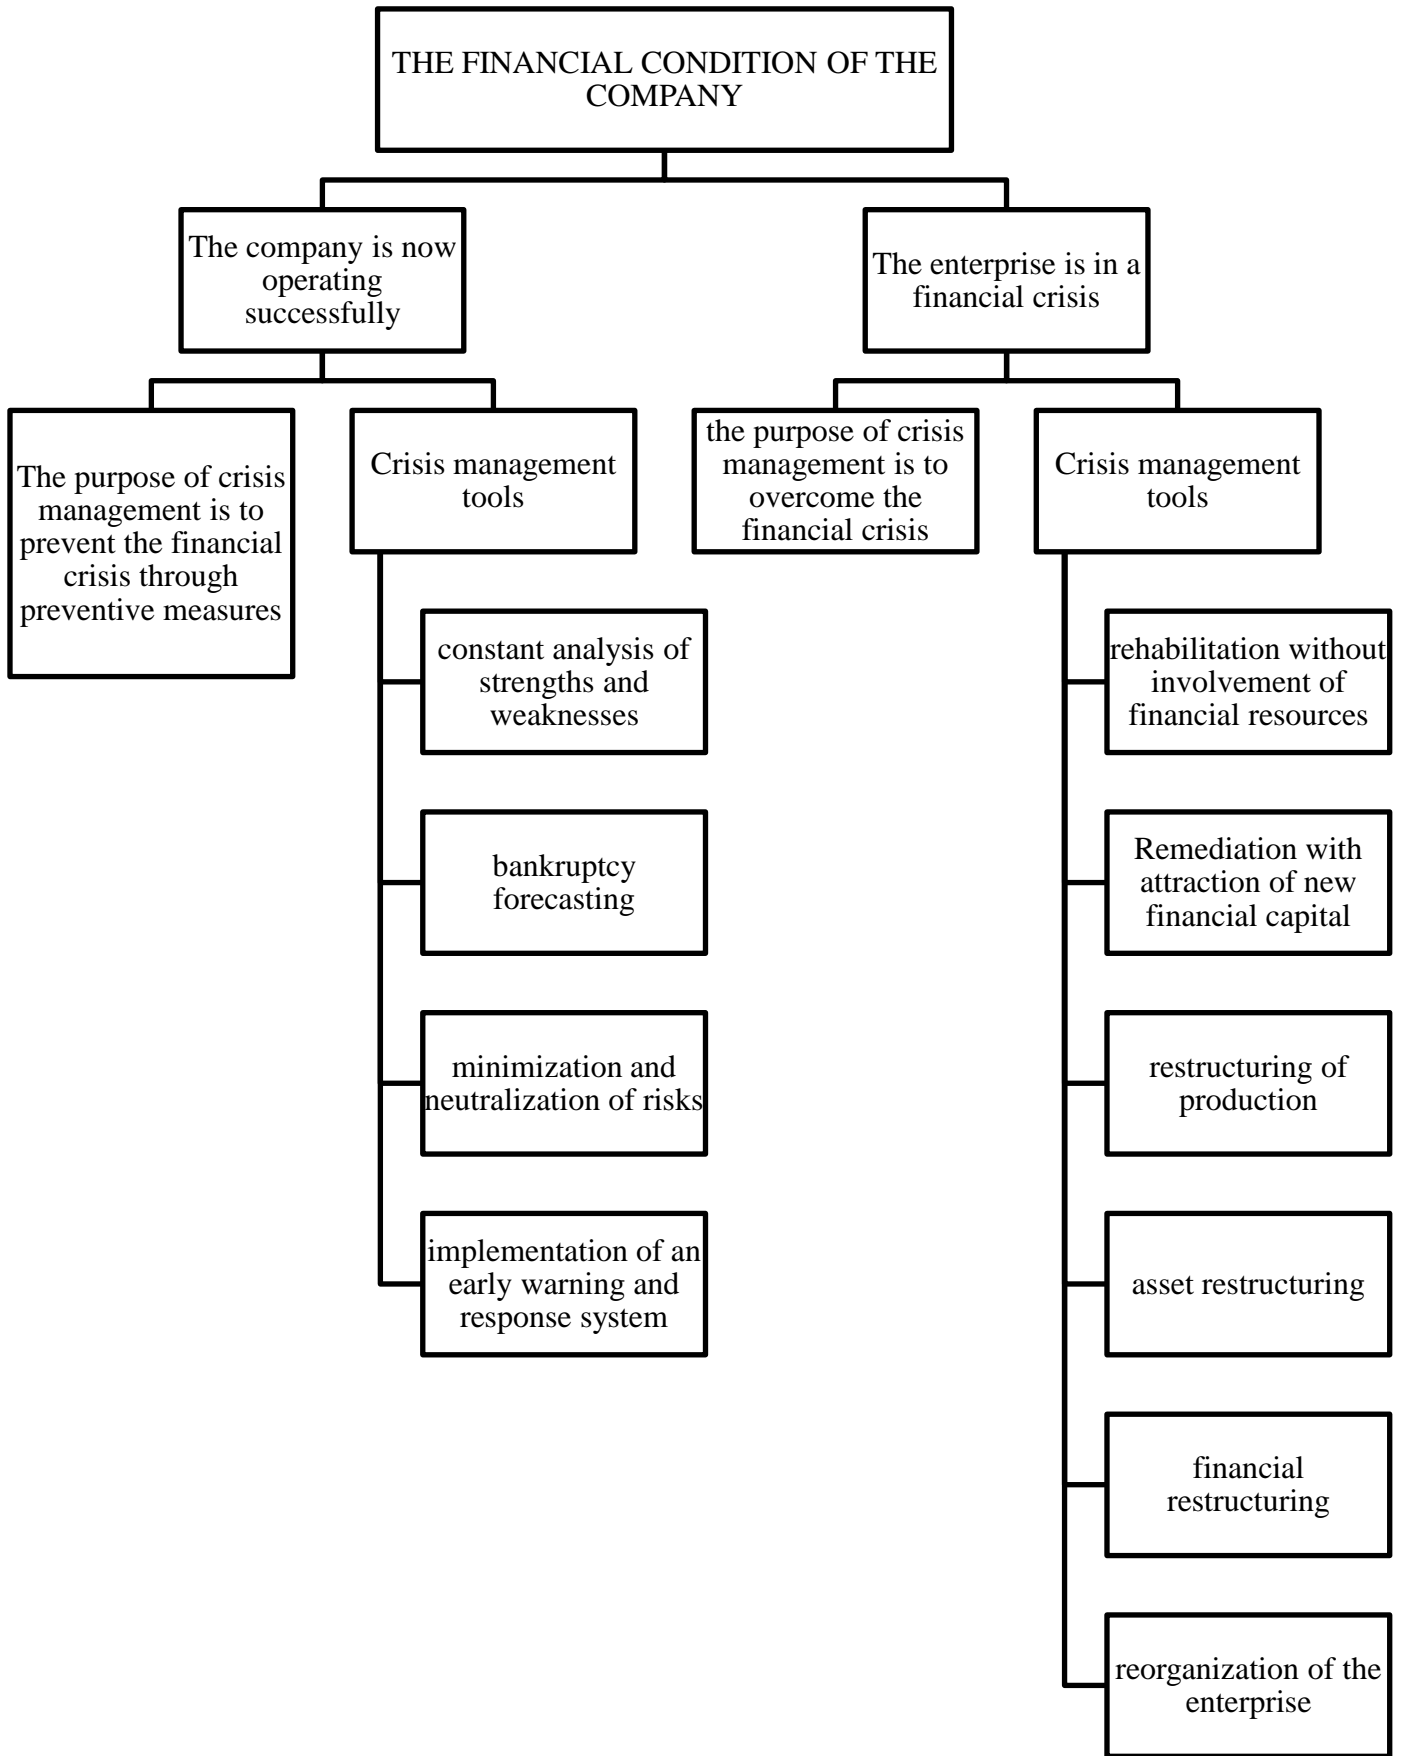 THE FINANCIAL CONDITION OF THE
COMPANY
The company is now
operating
successfully
The enterprise is in a
financial crisis
The purpose of crisis
management is to
prevent the financial
crisis through
preventive measures
Crisis management
tools
the purpose of crisis
management is to
overcome the
financial crisis
Crisis management
tools
constant analysis of
strengths and
weaknesses
bankruptcy
forecasting
minimization and
neutralization of risks
implementation of an
early warning and
response system
rehabilitation without
involvement of
financial resources
Remediation with
attraction of new
financial capital
restructuring of
production
asset restructuring
financial
restructuring
reorganization of the
enterprise